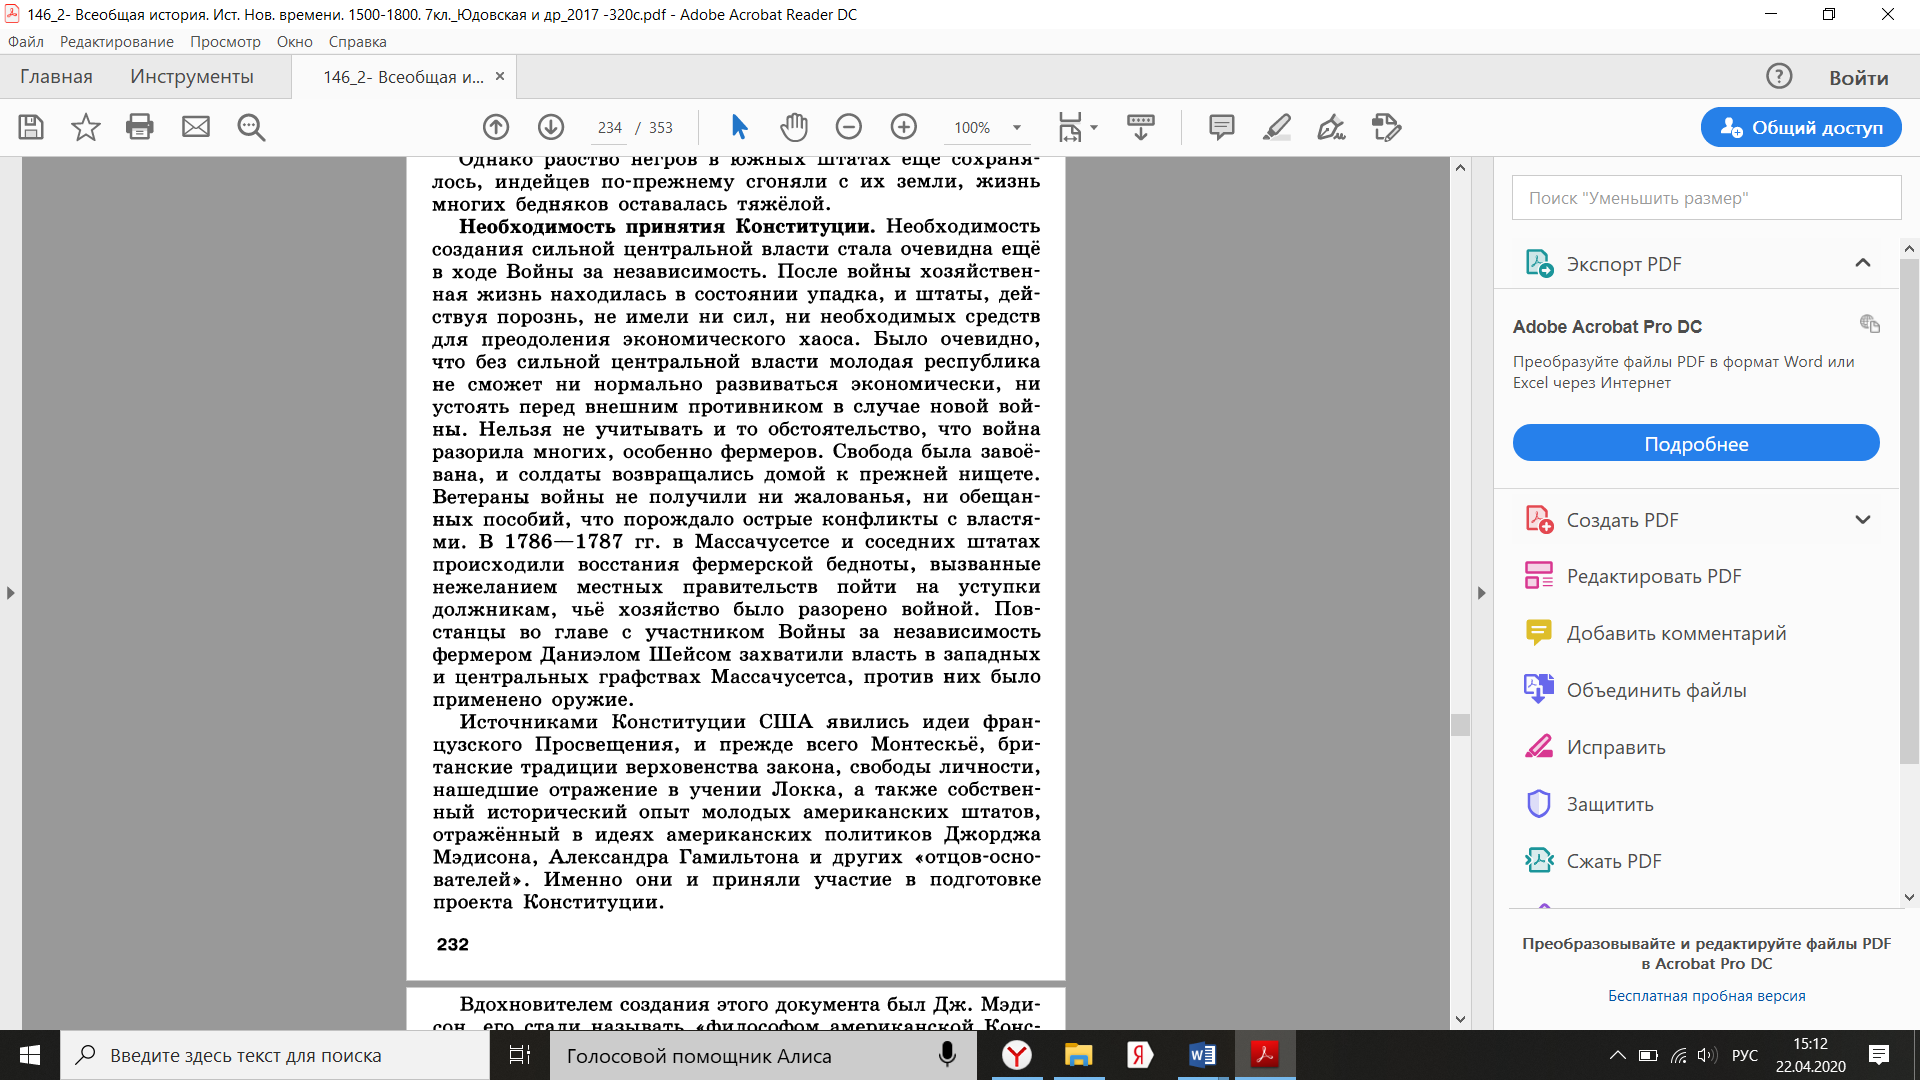 146_2- Всеобщая история. Ист. Нов. времени. 1500-1800. 7кл._Юдовская и др_2017 -320с.pdf - Adobe Acrobat Reader DC
Файл Редактирование Просмотр Окно Справка
Главная Инструменты 146_2- Всеобщая и... × Войти
234 / 353 100% Общий доступ
Однако рабство негров в южных штатах ещё сохраня-
лось, индейцев по-прежнему сгоняли с их земли, жизнь
многих бедняков оставалась тяжёлой.
Необходимость принятия Конституции. Необходимость
создания сильной центральной власти стала очевидна ещё
в ходе Войны за независимость. После войны хозяйствен-
ная жизнь находилась в состоянии упадка, и штаты, дей-
ствуя порознь, не имели ни сил, ни необходимых средств
для преодоления экономического хаоса. Было очевидно,
что без сильной центральной власти молодая республика
не сможет ни нормально развиваться экономически, ни
устоять перед внешним противником в случае новой вой-
ны. Нельзя не учитывать и то обстоятельство, что война
разорила многих, особенно фермеров. Свобода была завоё-
вана, и солдаты возвращались домой к прежней нищете.
Ветераны войны не получили ни жалованья, ни обещан-
ных пособий, что порождало острые конфликты с властя-
ми. В 1786—1787 гг. в Массачусетсе и соседних штатах
происходили восстания фермерской бедноты, вызванные
нежеланием местных правительств пойти на уступки
должникам, чьё хозяйство было разорено войной. Пов-
станцы во главе с участником Войны за независимость
фермером Даниэлом Шейсом захватили власть в западных
и центральных графствах Массачусетса, против них было
применено оружие.
Источниками Конституции США явились идеи фран-
цузского Просвещения, и прежде всего Монтескьё, бри-
танские традиции верховенства закона, свободы личности,
нашедшие отражение в учении Локка, а также собствен-
ный исторический опыт молодых американских штатов,
отражённый в идеях американских политиков Джорджа
Мэдисона, Александра Гамильтона и других «отцов-осно-
вателей». Именно они и приняли участие в подготовке
проекта Конституции.
232
Вдохновителем создания этого документа был Дж. Мэди-
сон, его стали называть «философом американской Конс-
Поиск "Уменьшить размер"
Экспорт PDF
Adobe Acrobat Pro DC
Преобразуйте файлы PDF в формат Word или
Excel через Интернет
Подробнее
Создать PDF
Редактировать PDF
Добавить комментарий
Объединить файлы
Исправить
Защитить
Сжать PDF
Преобразовывайте и редактируйте файлы PDF
в Acrobat Pro DC
Бесплатная пробная версия
Введите здесь текст для поиска
Голосовой помощник Алиса
РУС
15:12
22.04.2020